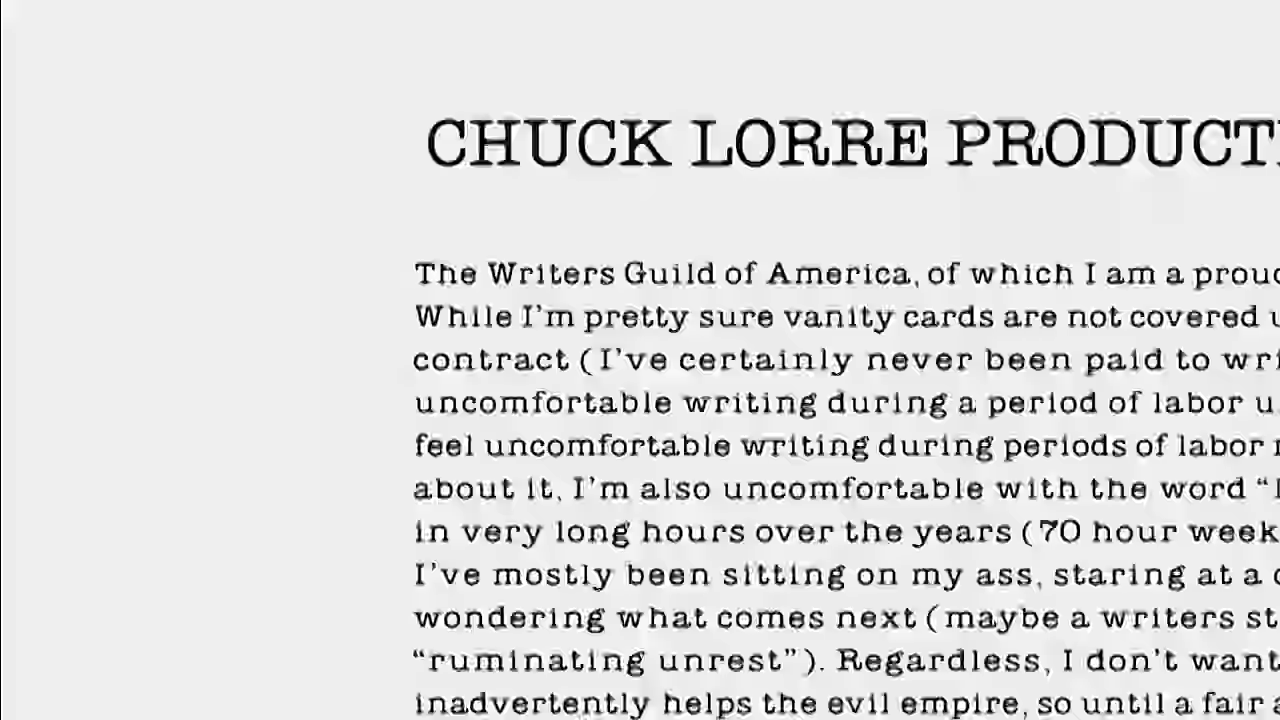 CHUCK LORRE PRODUCT
The Writers Guild of America, of which I am a proud
While I'm pretty sure vanity cards are not covered
contract (I've certainly never been paid to
uncomfortable writing during a period of labor
feel uncomfortable writing during periods of labor
about it, I'm also uncomfortable with the word “
in very long hours over the years (70 hour week
I've mostly been sitting on my ass, staring at a
wondering what comes next (maybe a writers
“ruminating unrest”). Regardless, I don't want
inadvertently helps the evil empire, so until a fair